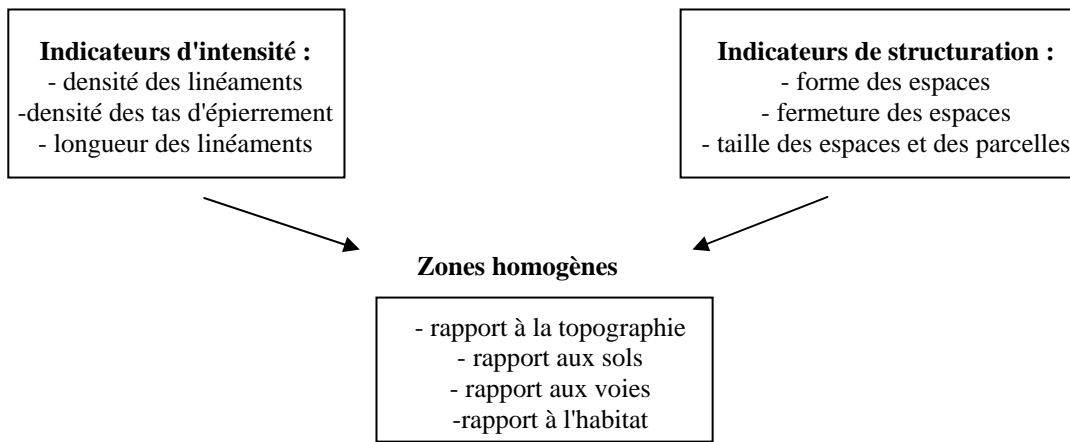 Indicateurs d'intensité :
- densité des linéaments
-densité des tas d'épierrement
- longueur des linéaments
Indicateurs de structuration :
- forme des espaces
- fermeture des espaces
- taille des espaces et des parcelles
Zones homogènes
- rapport à la topographie
- rapport aux sols
- rapport aux voies
-rapport à l'habitat